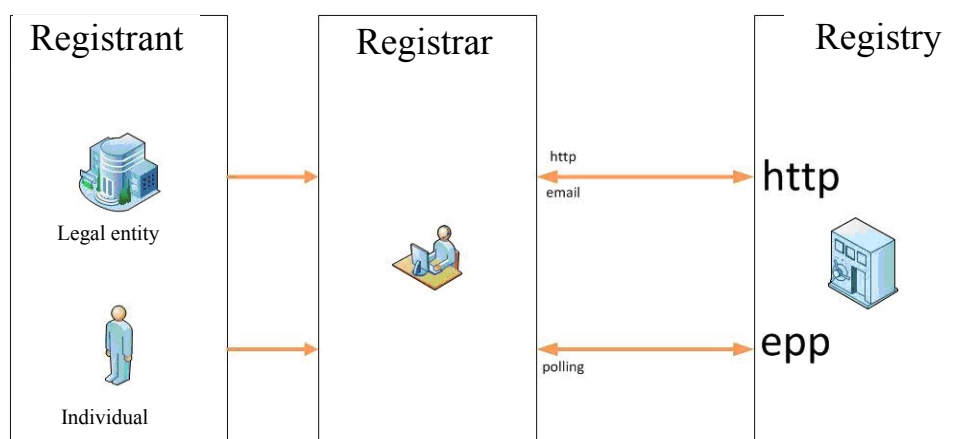 Registrant
Registrar
Registry
http
email
http
Legal entity
polling
epp
Individual